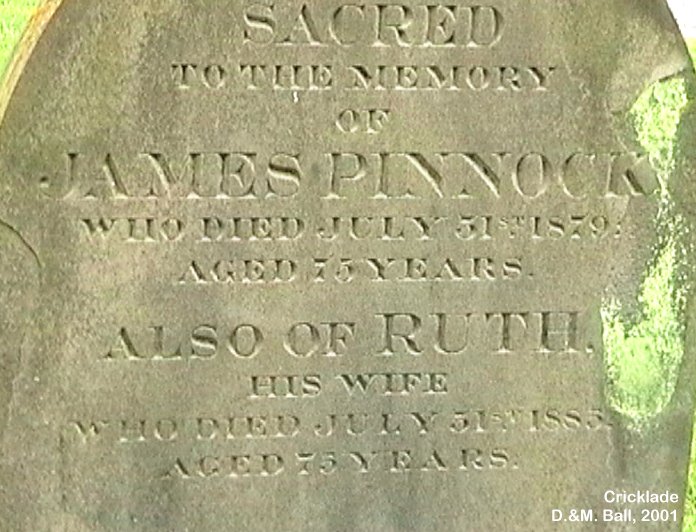 SACRED
TO THE MEMORY
OF
JAMES PINNOCK
WHO DIED JULY 31ST 1879:
AGED 75 YEARS.
ALSO OF RUTH,
HIS WIFE
WHO DIED JULY 31ST 1885.
AGED 75 YEARS.
Cricklade
D.&M. Ball, 2001